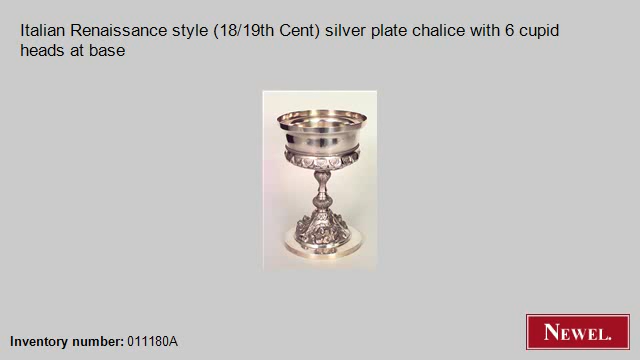 Italian Renaissance style (18/19th Cent) silver plate chalice with 6 cupid
heads at base
Inventory number: 011180A
NEWEL.